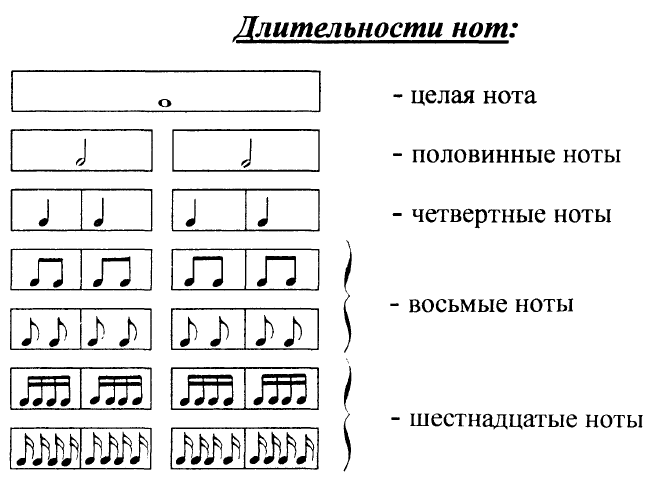 Длительности нот:
- целая нота
- половинные ноты
- четвертные ноты
- восьмые ноты
- шестнадцатые ноты